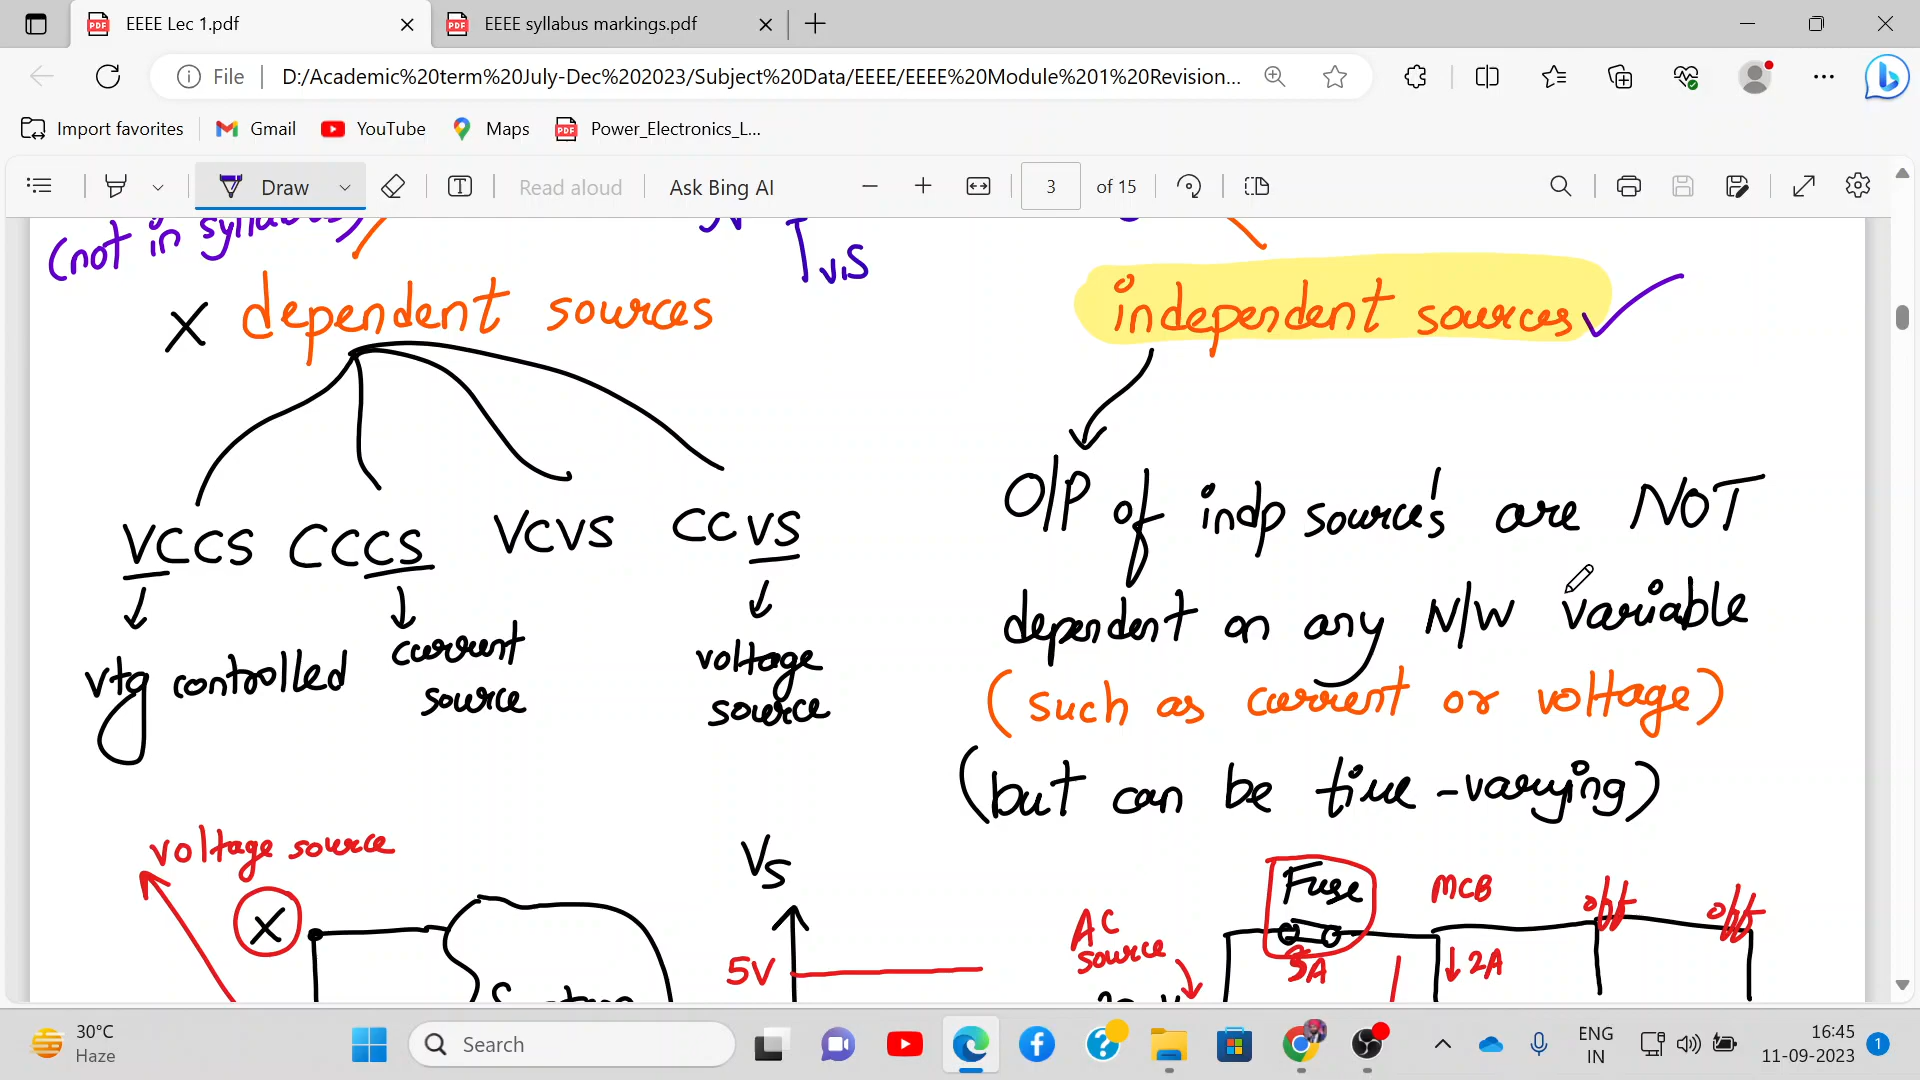 EEEE Lec 1.pdf
EEEE syllabus markings.pdf
File
D:/Academic%20term%20July-Dec%202023/Subject%20Data/EEEE/EEEE%20Module%201%20Revision...
Import favorites
Gmail
YouTube
Maps
Power_Electronics_L...
Draw
Read aloud
Ask Bing AI
3
of 15
(not in syllabus)
V.S
X dependent sources
independent sources
VCCS CCCS VCVS CCVS
vtg controlled
current
source
voltage
source
O/P of indp sources' are NOT
dependent on any N/W variable
(such as current or voltage)
(but can be time-varying)
voltage source
X
Vs
5V
AC
source
Fuse
MCB
off
off
2A
30°C
Haze
Search
ENG
IN
16:45
11-09-2023
1